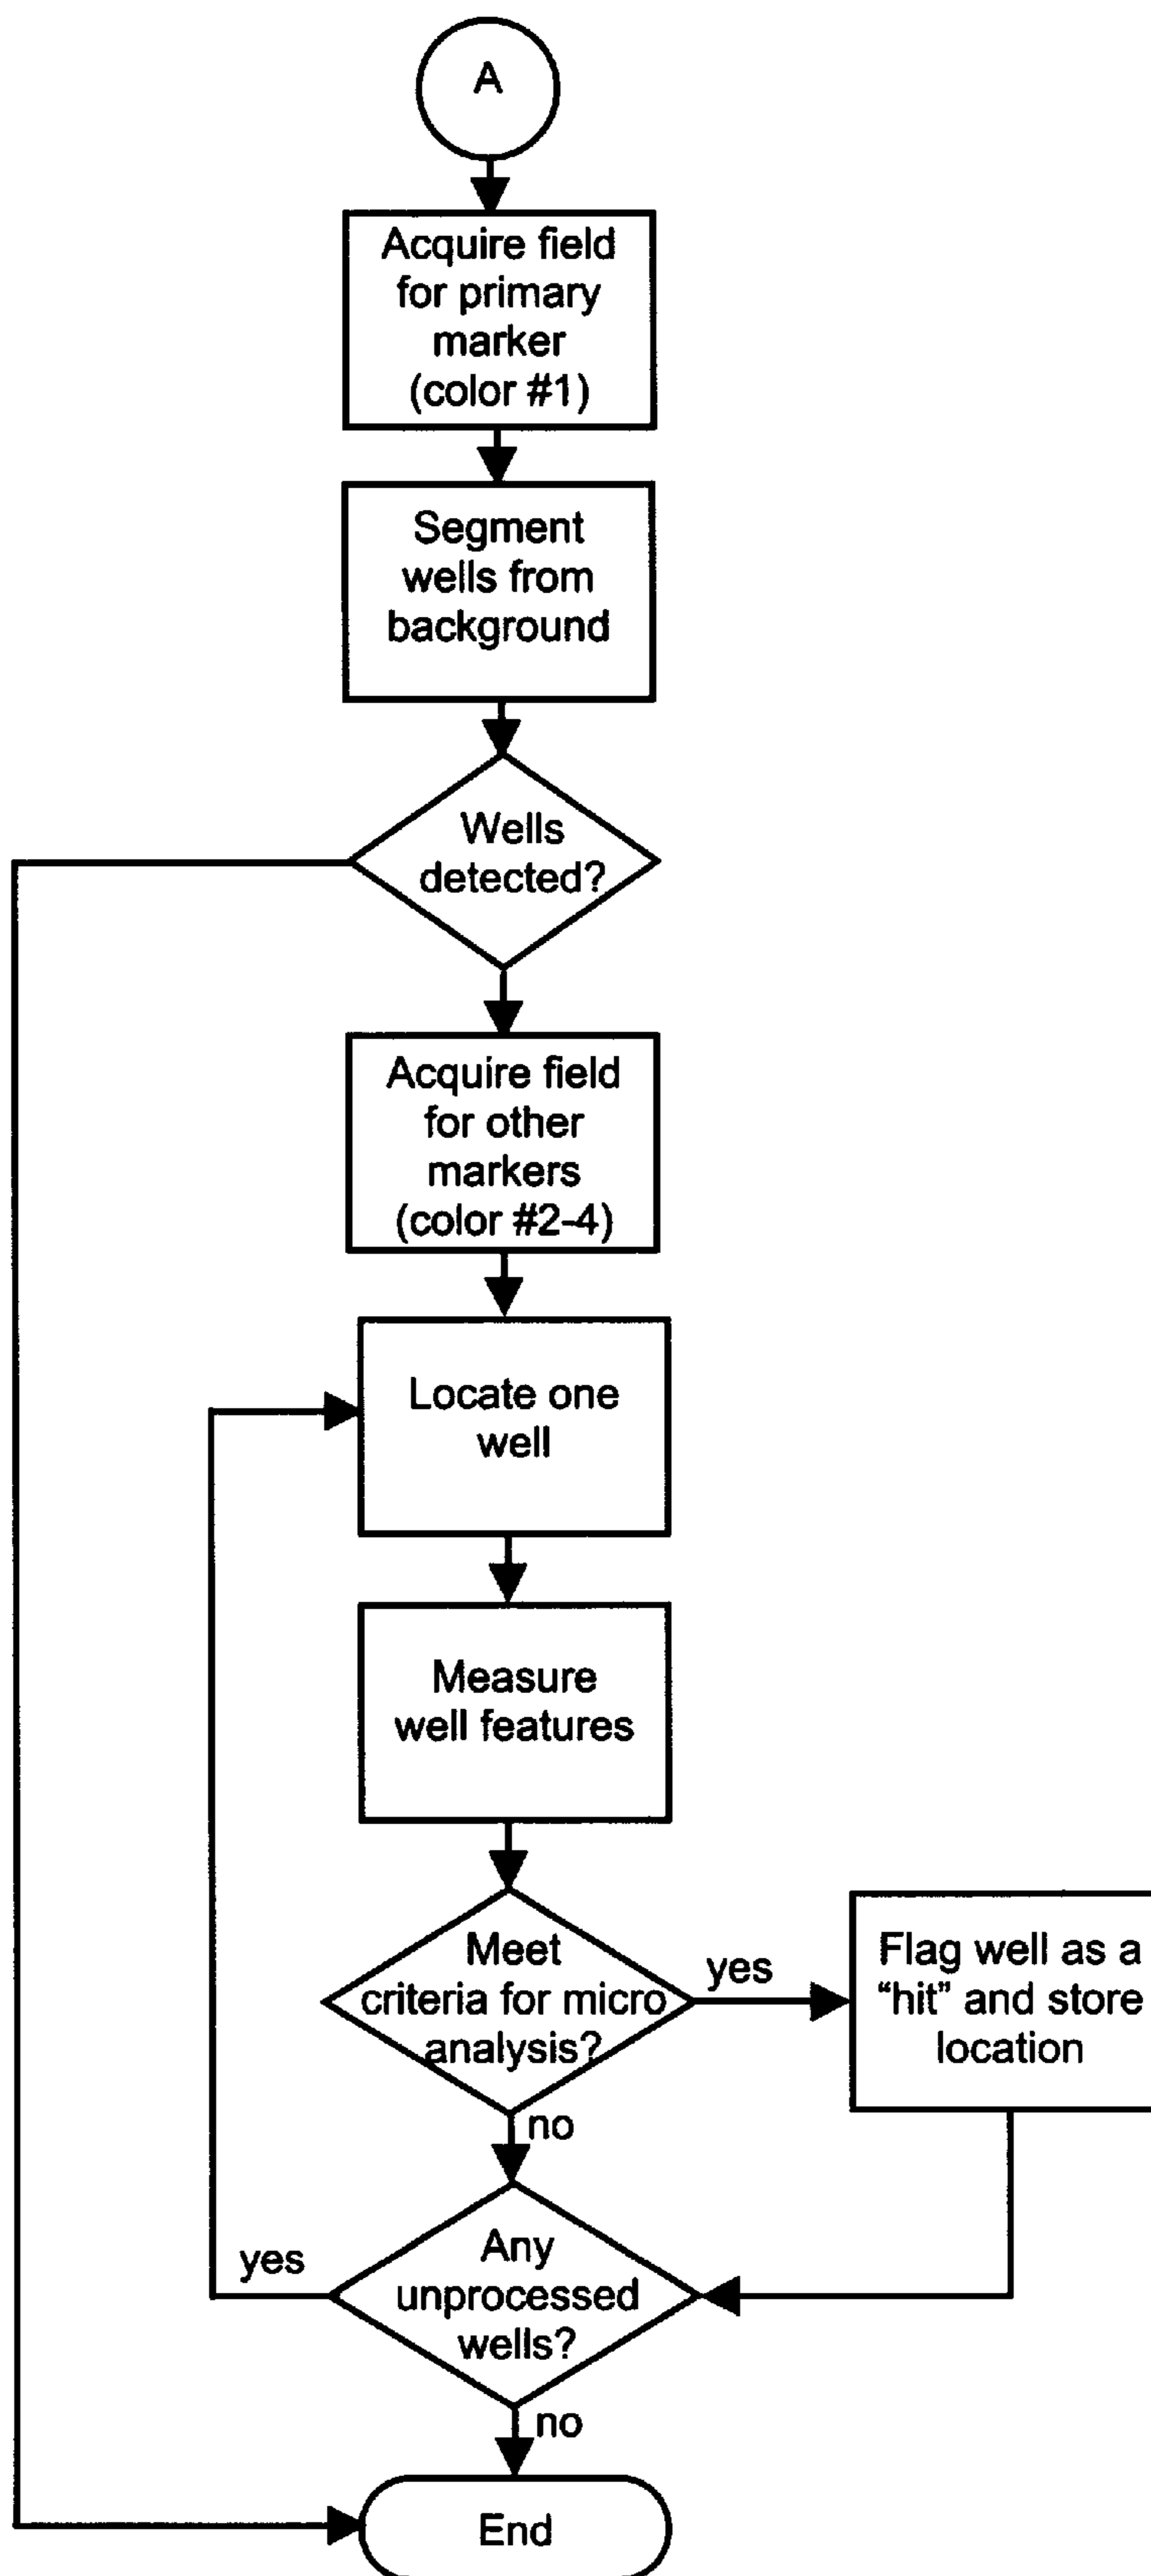 A
Acquire field
for primary
marker
(color #1)
Segment
wells from
background
Wells
detected?
Acquire field
for other
markers
(color #2-4)
Locate one
well
Measure
well features
Meet
criteria for micro
analysis?
yes
Flag well as a
“hit” and store
location
no
Any
unprocessed
wells?
yes
no
End